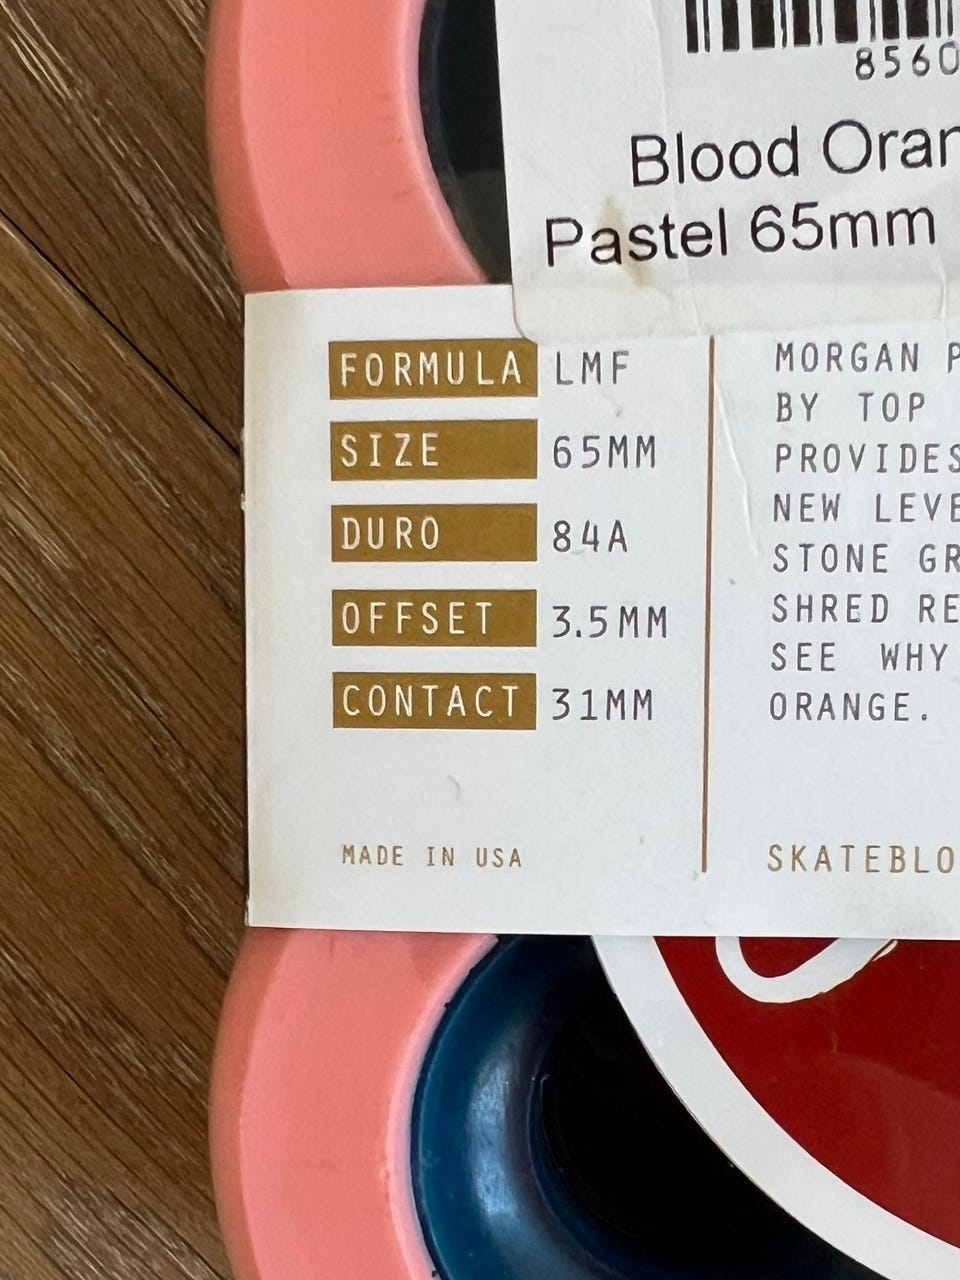 8560
Blood Oran
Pastel 65mm
FORMULA LMF
SIZE 65MM
DURO 84A
OFFSET 3.5MM
CONTACT 31MM
MADE IN USA
MORGAN P
BY TOP
PROVIDES
NEW LEVE
STONE GR
SHRED RE
SEE WHY
ORANGE.
SKATEBLO